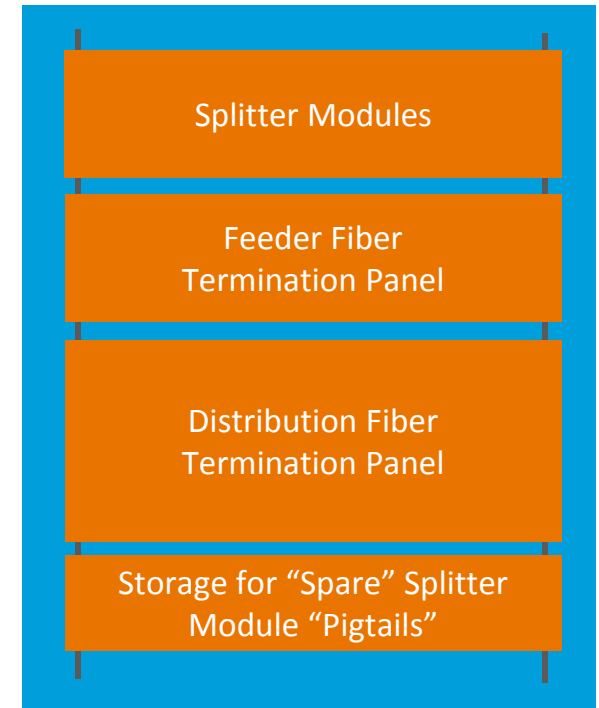 Splitter Modules
Feeder Fiber
Termination Panel
Distribution Fiber
Termination Panel
Storage for “Spare” Splitter
Module “Pigtails”